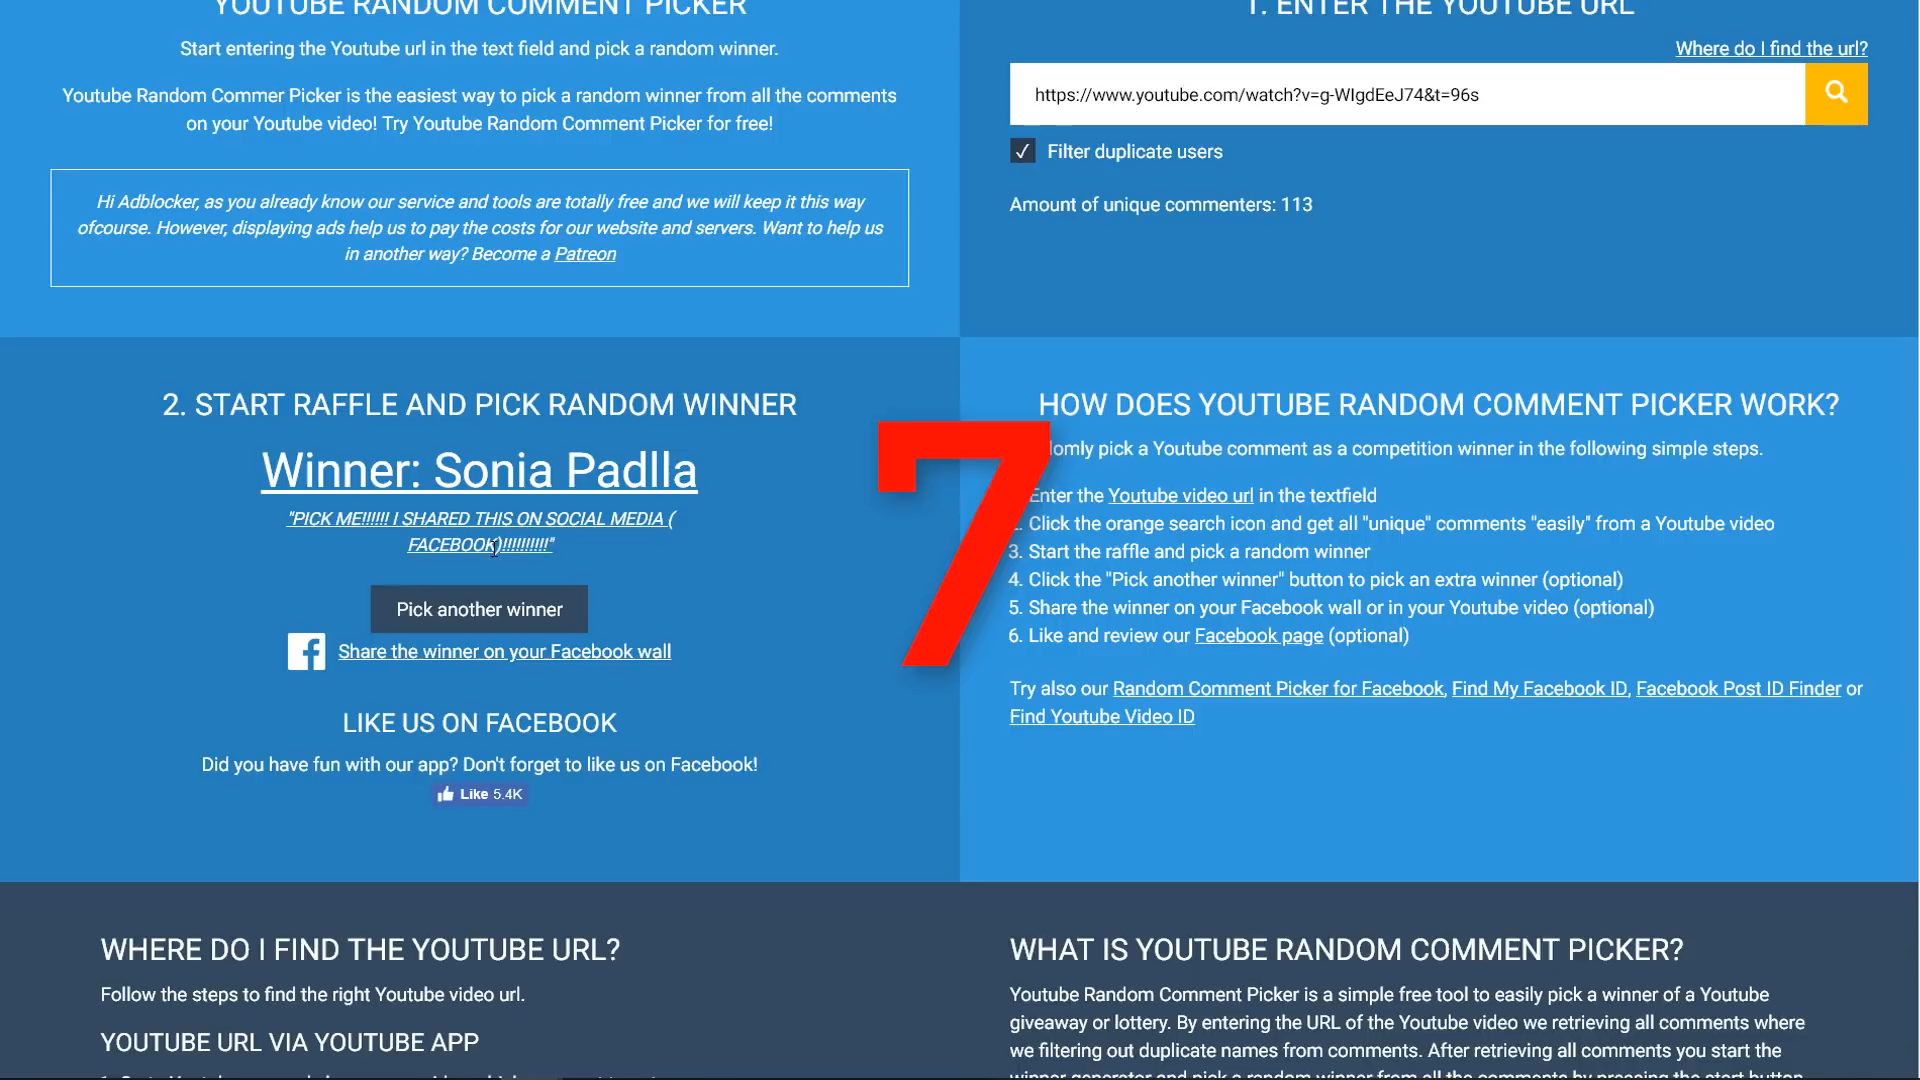 YOUTUBE RANDOM COMMENT PICKER
Start entering the Youtube url in the text field and pick a random winner.
Youtube Random Commer Picker is the easiest way to pick a random winner from all the comments
on your Youtube video! Try Youtube Random Comment Picker for free!
Hi Adblocker, as you already know our service and tools are totally free and we will keep it this way
ofcourse. However, displaying ads help us to pay the costs for our website and servers. Want to help us
in another way? Become a Patreon
1. ENTER THE YOUTUBE URL
Where do I find the url?
https://www.youtube.com/watch?v=g-WIgdEeJ74&t=96s
Filter duplicate users
Amount of unique commenters: 113
2. START RAFFLE AND PICK RANDOM WINNER
Winner: Sonia Padlla
"PICK ME!!!!!! I SHARED THIS ON SOCIAL MEDIA (
FACEBOOK)!!!!!!!!!!"
Pick another winner
Share the winner on your Facebook wall
LIKE US ON FACEBOOK
Did you have fun with our app? Don't forget to like us on Facebook!
Like 5.4K
7
HOW DOES YOUTUBE RANDOM COMMENT PICKER WORK?
pick a Youtube comment as a competition winner in the following simple steps.
Enter the Youtube video url in the textfield
Click the orange search icon and get all "unique" comments "easily" from a Youtube video
3. Start the raffle and pick a random winner
4. Click the "Pick another winner" button to pick an extra winner (optional)
5. Share the winner on your Facebook wall or in your Youtube video (optional)
6. Like and review our Facebook page (optional)
Try also our Random Comment Picker for Facebook, Find My Facebook ID, Facebook Post ID Finder or
Find Youtube Video ID
WHERE DO I FIND THE YOUTUBE URL?
Follow the steps to find the right Youtube video url.
YOUTUBE URL VIA YOUTUBE APP
WHAT IS YOUTUBE RANDOM COMMENT PICKER?
Youtube Random Comment Picker is a simple free tool to easily pick a winner of a Youtube
giveaway or lottery. By entering the URL of the Youtube video we retrieving all comments where
we filtering out duplicate names from comments. After retrieving all comments you start the
winner generator and pick a random winner from all the comments by pressing the start button